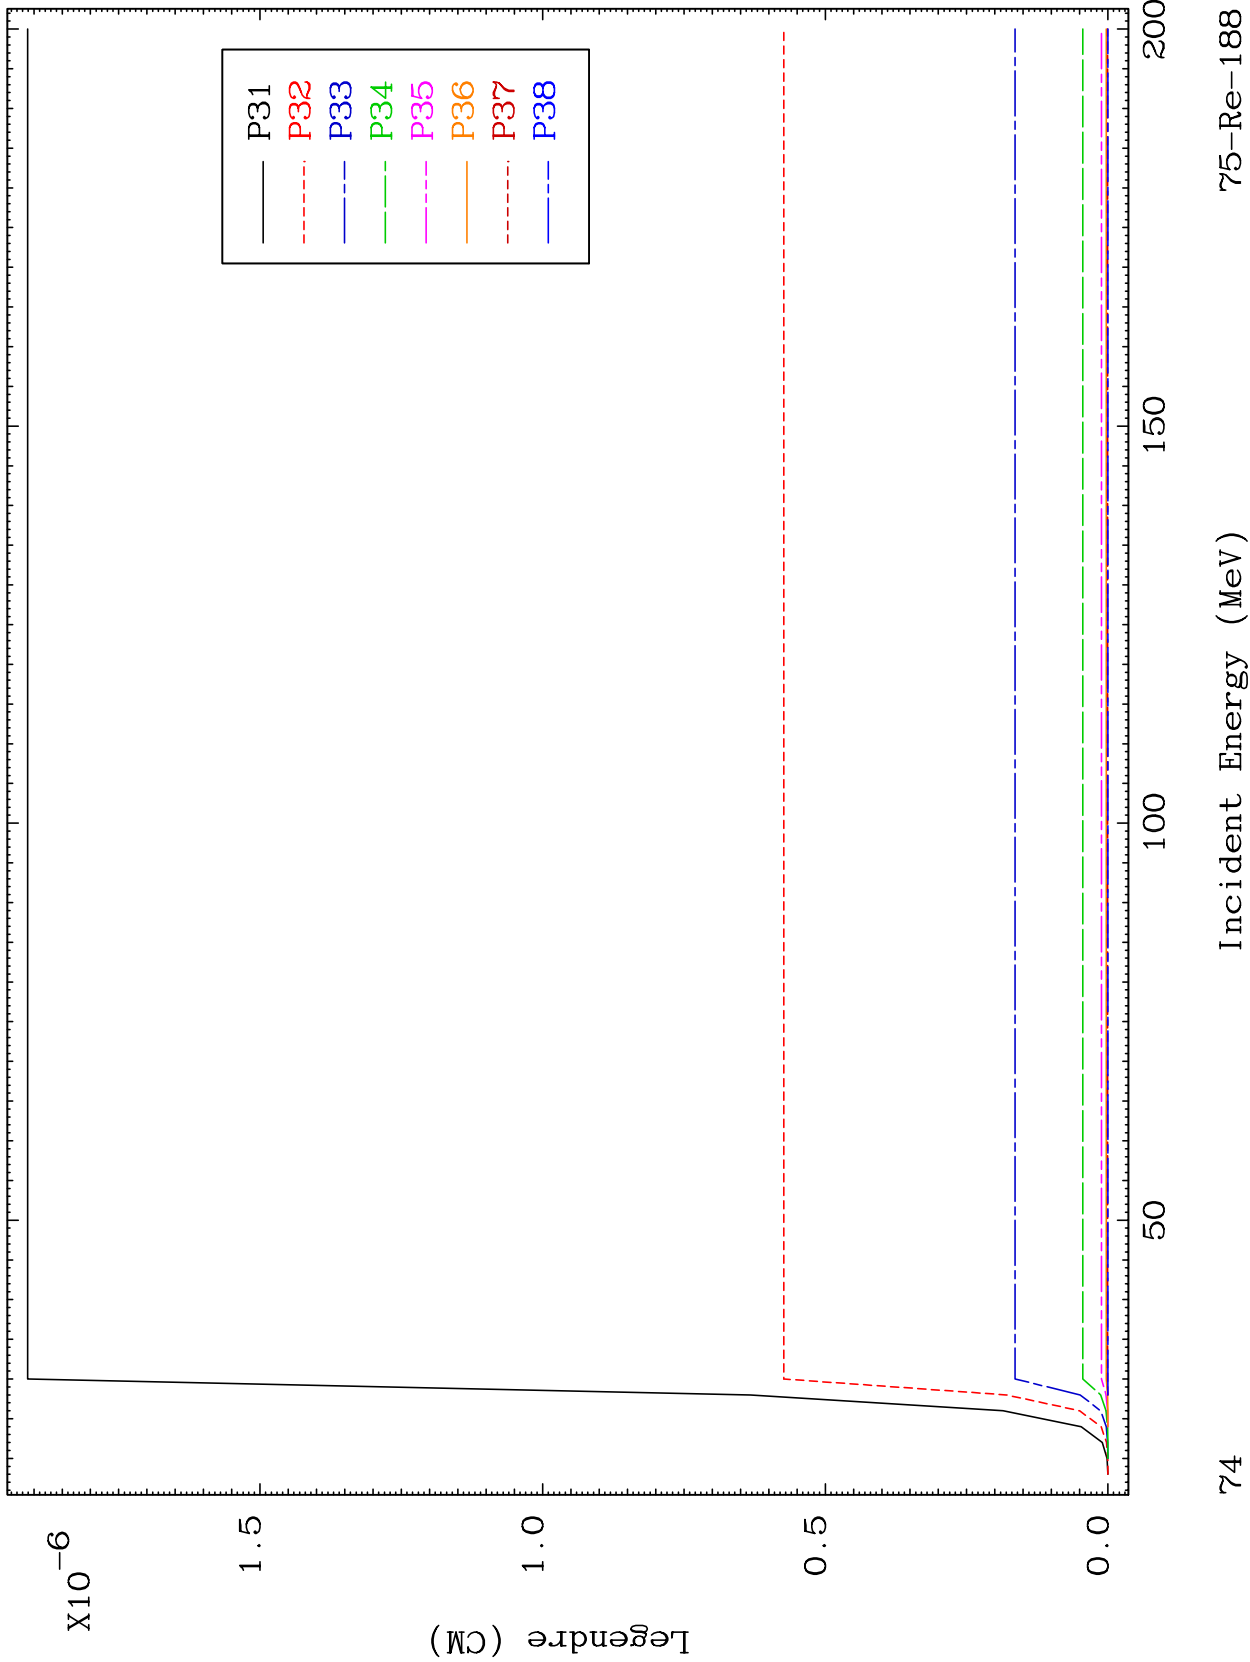 X10-6
1.5
1.0
0.5
0.0
Legendre (CM)
P31
P32
P33
P34
P35
P36
P37
P38
50
100
150
200
Incident Energy (MeV)
74
75-Re-188